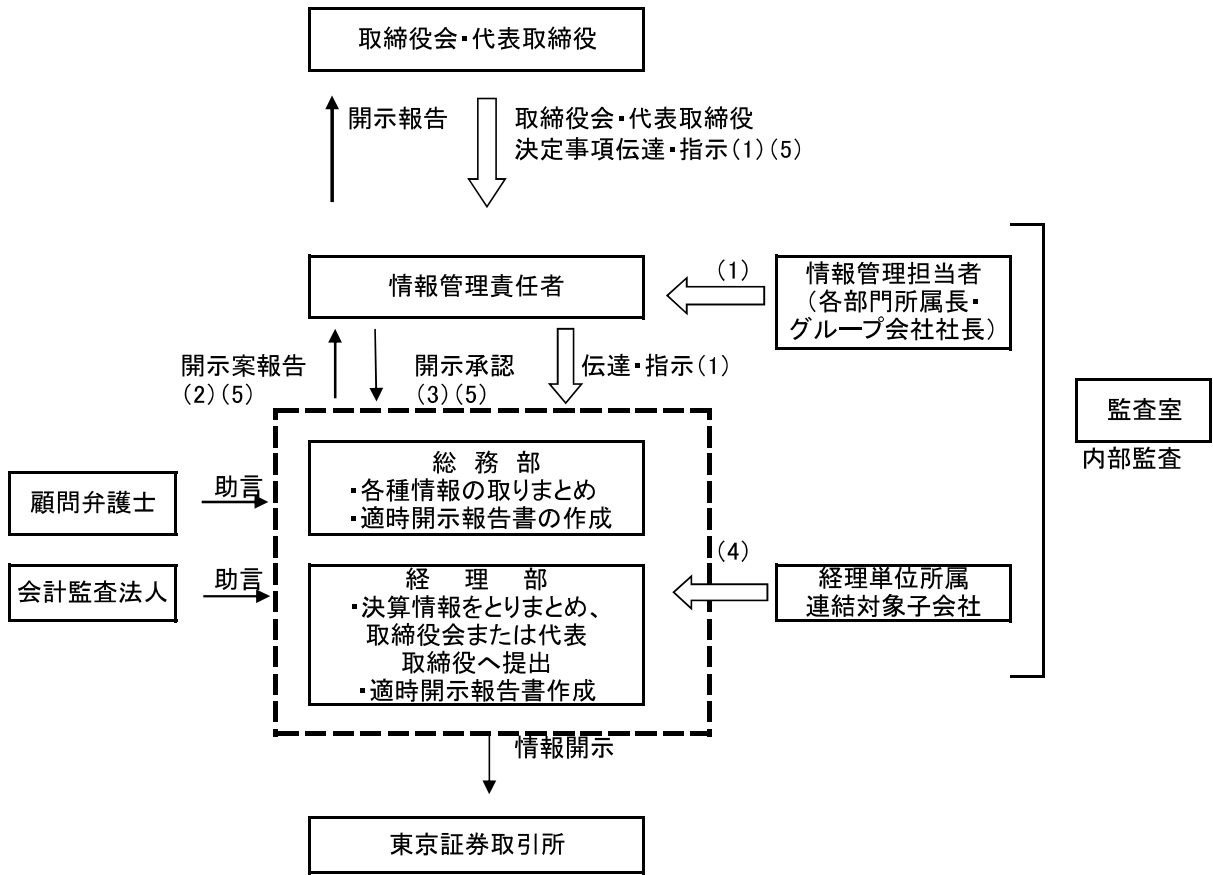 取締役会・代表取締役
開示報告
取締役会・代表取締役
決定事項伝達・指示(1)(5)
情報管理責任者
(1)
情報管理担当者
(各部門所属長・
グループ会社社長)
開示案報告
(2)(5)
開示承認
(3)(5)
伝達・指示(1)
監査室
内部監査
顧問弁護士
助言
総 務 部
・各種情報の取りまとめ
・適時開示報告書の作成
会計監査法人
助言
経 理 部
・決算情報をとりまとめ、
取締役会または代表
取締役へ提出
・適時開示報告書作成
(4)
経理単位所属
連結対象子会社
情報開示
東京証券取引所